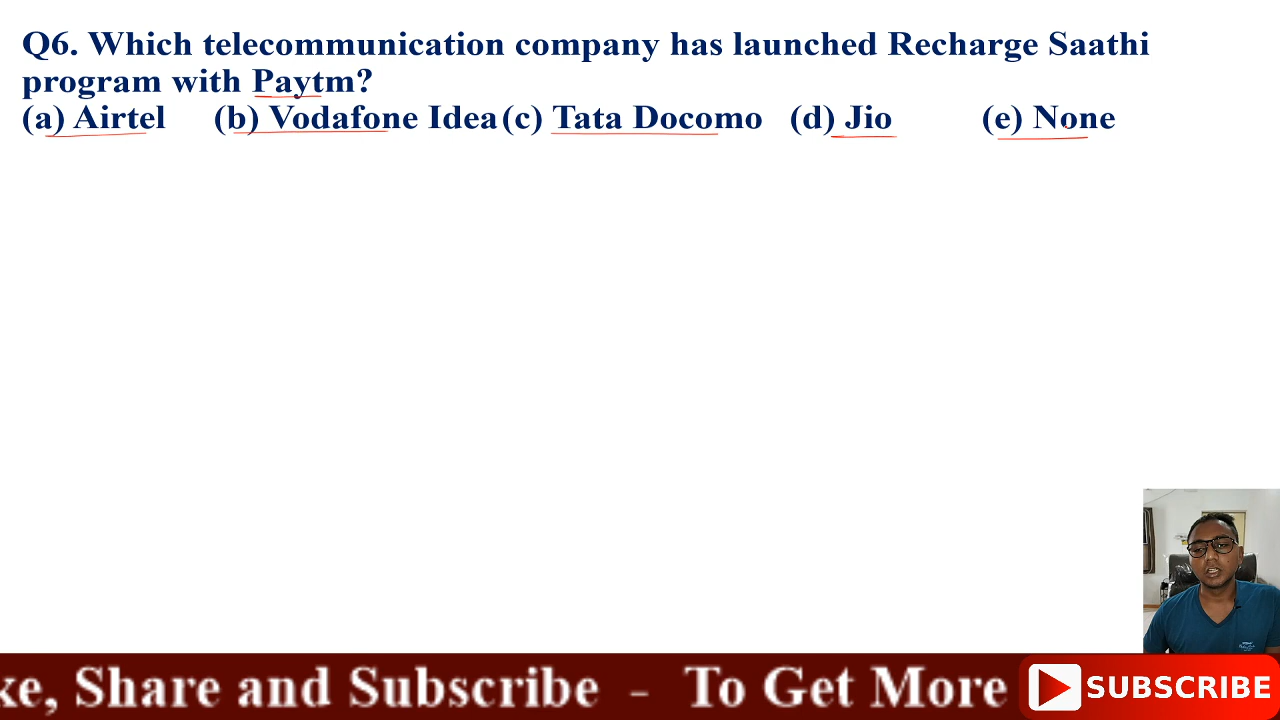 Q6. Which telecommunication company has launched Recharge Saathi
program with Paytm?
(a) Airtel (b) Vodafone Idea (c) Tata Docomo (d) Jio (e) None
ke, Share and Subscribe - To Get More
SUBSCRIBE